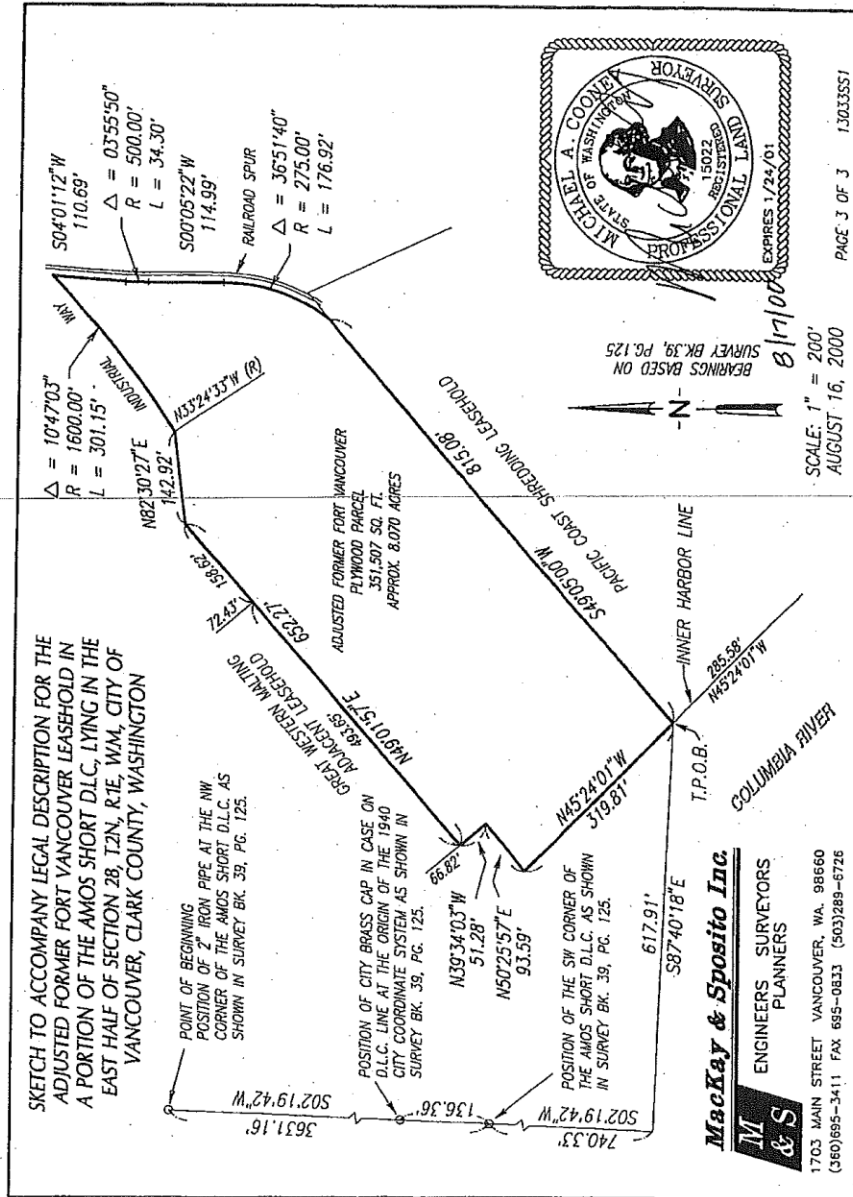 SKETCH TO ACCOMPANY LEGAL DESCRIPTION FOR THE
ADJUSTED FORMER FORT VANCOUVER LEASEHOLD IN
A PORTION OF THE AMOS SHORT D.L.C, LYING IN THE
EAST HALF OF SECTION 28, T.2N, R.1E, W.M., CITY OF
VANCOUVER, CLARK COUNTY, WASHINGTON
POINT OF BEGINNING
POSITION OF 2" IRON PIPE AT THE NW
CORNER OF THE AMOS SHORT D.L.C. AS
SHOWN IN SURVEY BK. 39, PG. 125.
POSITION OF CITY BRASS CAP IN CASE ON
D.L.C. LINE AT THE ORIGIN OF THE 1940
CITY COORDINATE SYSTEM AS SHOWN IN
SURVEY BK. 39, PG. 125.
POSITION OF THE SW CORNER OF
THE AMOS SHORT D.L.C. AS SHOWN
IN SURVEY BK. 39, PG. 125.
S02°19'42"W
3631.16'
136.36'
S02°19'42"W
740.33'
617.91'
S87°40'18"E
T.P.O.B.
N45°24'01"W
319.81'
N50°25'57"E
93.59'
N39°34'03"W
51.28'
66.82'
GREAT WESTERN MALTING
ADJACENT LEASEHOLD
493.65'
N49°01'57"E
652.27'
72.43'
158.62'
N82°30'27"E
142.92'
N33°24'33"W (R)
INDUSTRIAL WAY
Δ = 10°47'03"
R = 1600.00'
L = 301.15'
S04°01'12"W
110.69'
Δ = 03°55'50"
R = 500.00'
L = 34.30'
S00°05'22"W
114.99'
RAILROAD SPUR
Δ = 36°51'40"
R = 275.00'
L = 176.92'
ADJUSTED FORMER FORT VANCOUVER
PLYWOOD PARCEL
351,507 SQ. FT.
APPROX. 8.070 ACRES
815.08'
S49°05'00"W
PACIFIC COAST SHREDDING LEASEHOLD
INNER HARBOR LINE
285.58'
N45°24'01"W
COLUMBIA RIVER
BEARINGS BASED ON
SURVEY BK.39, PG.125
-N-
MICHAEL A. COONEY
STATE OF WASHINGTON
15022
REGISTERED
PROFESSIONAL LAND SURVEYOR
EXPIRES 1/24/01
8/17/00
SCALE: 1" = 200'
AUGUST 16, 2000
PAGE 3 OF 3 13033SS1
M & S
MacKay & Sposito Inc.
ENGINEERS SURVEYORS
PLANNERS
1703 MAIN STREET VANCOUVER, WA. 98660
(360)695-3411 FAX 695-0833 (503)289-6726